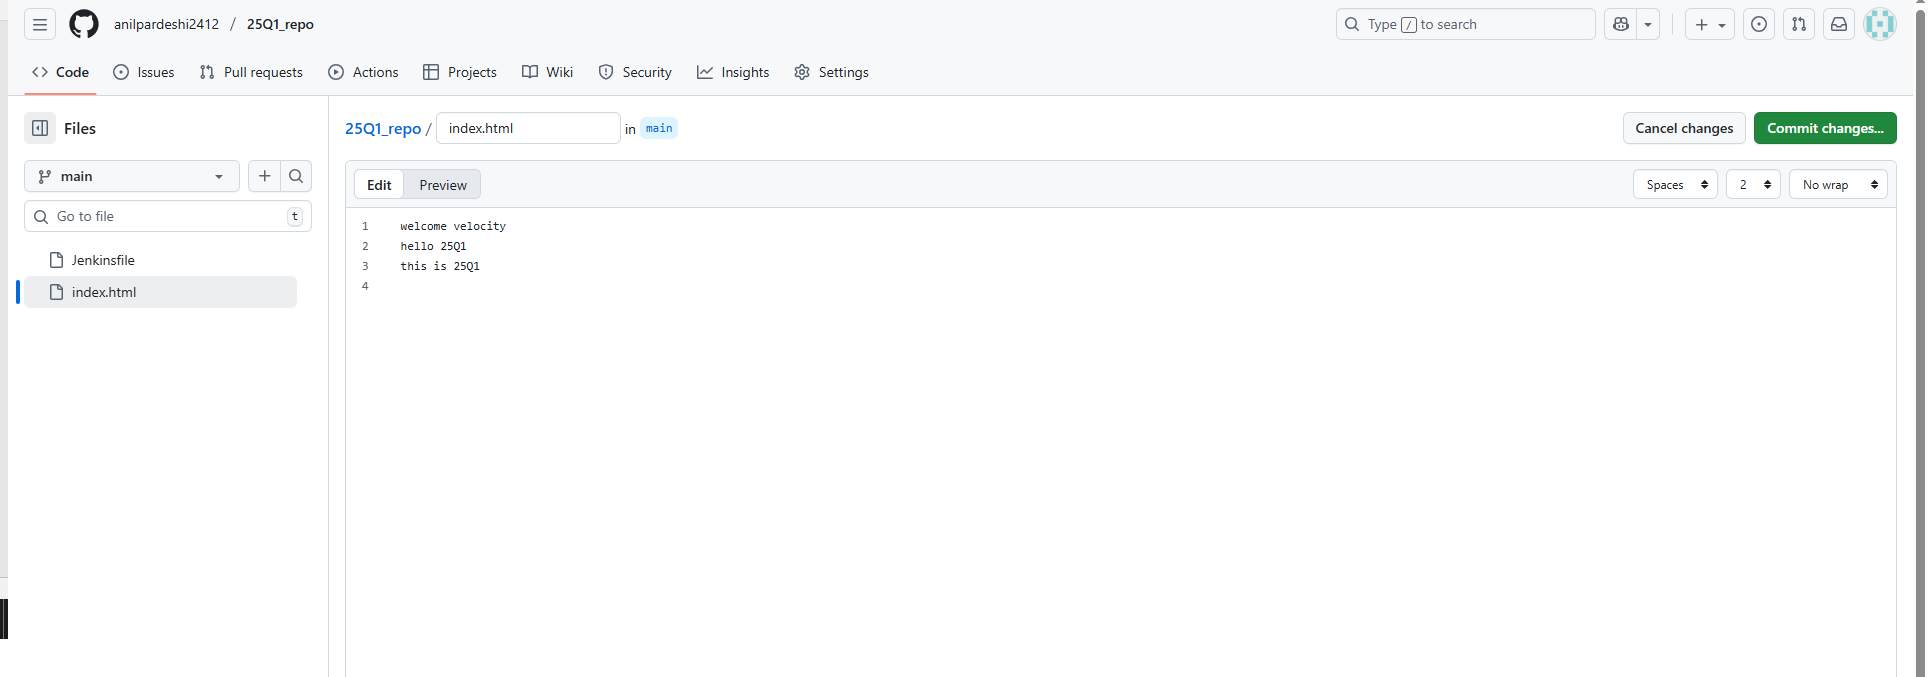 anilpardeshi2412 / 25Q1_repo
Type / to search
Code
Issues
Pull requests
Actions
Projects
Wiki
Security
Insights
Settings
Files
main
Go to file
t
Jenkinsfile
index.html
25Q1_repo / index.html in main
Cancel changes
Commit changes...
Edit
Preview
Spaces
2
No wrap
1 welcome velocity
2 hello 25Q1
3 this is 25Q1
4